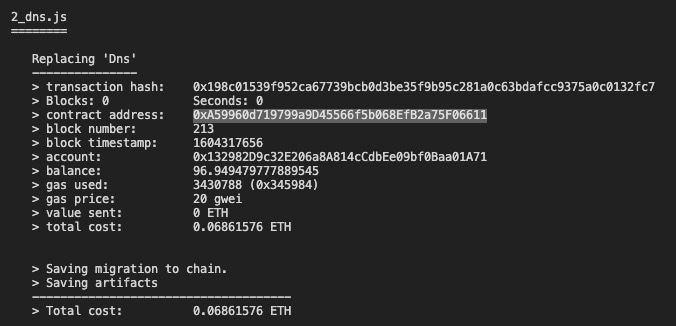 2_dns.js
========
Replacing 'Dns'
---------------
> transaction hash: 0x198c01539f952ca67739bcb0d3be35f9b95c281a0c63bdafcc9375a0c0132fc7
> Blocks: 0 Seconds: 0
> contract address: 0xA59960d719799a9D45566f5b068EfB2a75F06611
> block number: 213
> block timestamp: 1604317656
> account: 0x132982D9c32E206a8A814cCdbEe09bf0Baa01A71
> balance: 96.949479777889545
> gas used: 3430788 (0x345984)
> gas price: 20 gwei
> value sent: 0 ETH
> total cost: 0.06861576 ETH
> Saving migration to chain.
> Saving artifacts
-------------------------------------
> Total cost: 0.06861576 ETH